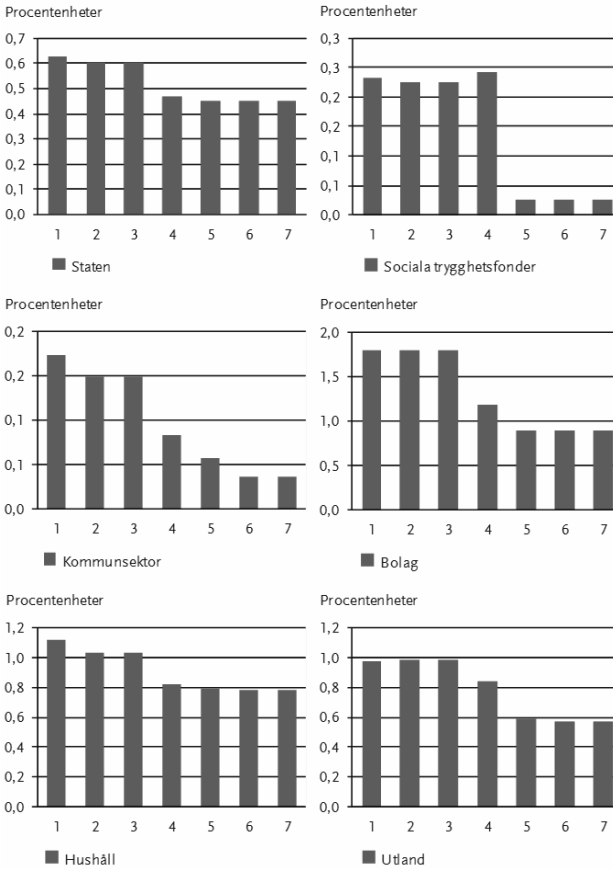 Procentenheter
0,7
0,6
0,5
0,4
0,3
0,2
0,1
0,0
1 2 3 4 5 6 7
Staten
Procentenheter
0,3
0,3
0,2
0,2
0,1
0,1
0,0
1 2 3 4 5 6 7
Sociala trygghetsfonder
Procentenheter
0,2
0,2
0,1
0,1
0,0
1 2 3 4 5 6 7
Kommunsektor
Procentenheter
2,0
1,5
1,0
0,5
0,0
1 2 3 4 5 6 7
Bolag
Procentenheter
1,2
1,0
0,8
0,6
0,4
0,2
0,0
1 2 3 4 5 6 7
Hushåll
Procentenheter
1,2
1,0
0,8
0,6
0,4
0,2
0,0
1 2 3 4 5 6 7
Utland